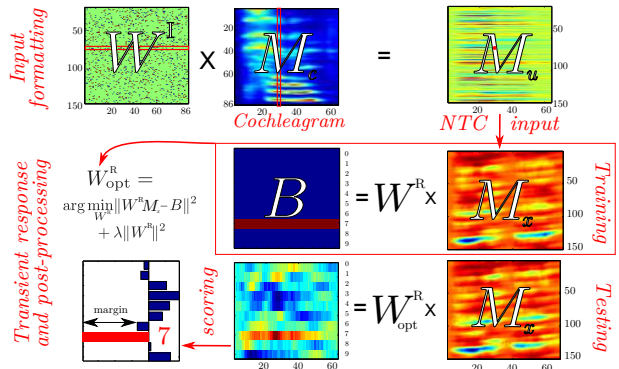 Input
formatting
50
100
150
20
40
60
86
W^I
X
20
40
60
86
20
40
60
M_c
Cochleagram
=
50
100
150
20
40
60
M_u
NTC input
Transient response
and post-processing
W^R_opt =
arg min_{W^R} ||W^R M_x - B||^2
+ λ||W^R||^2
B
0
1
2
3
4
5
6
7
8
9
= W^R x
M_x
50
100
150
Training
margin
7
scoring
0
1
2
3
4
5
6
7
8
9
= W^R_opt x
M_x
50
100
150
Testing